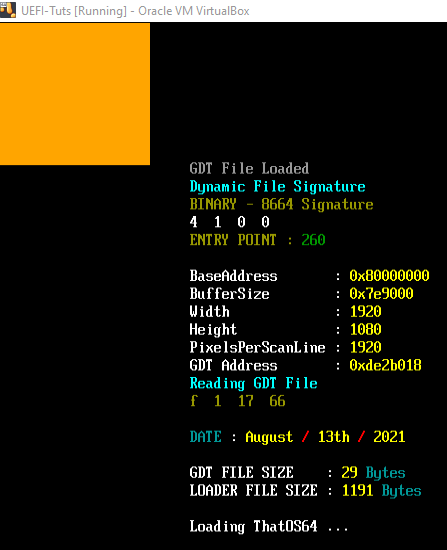 UEFI-Tuts [Running] - Oracle VM VirtualBox
GDT File Loaded
Dynamic File Signature
BINARY - 8664 Signature
4 1 0 0
ENTRY POINT : 260
BaseAddress : 0x80000000
BufferSize : 0x7e9000
Width : 1920
Height : 1080
PixelsPerScanLine : 1920
GDT Address : 0xde2b018
Reading GDT File
f 1 17 66
DATE : August / 13th / 2021
GDT FILE SIZE : 29 Bytes
LOADER FILE SIZE : 1191 Bytes
Loading ThatOS64 ...